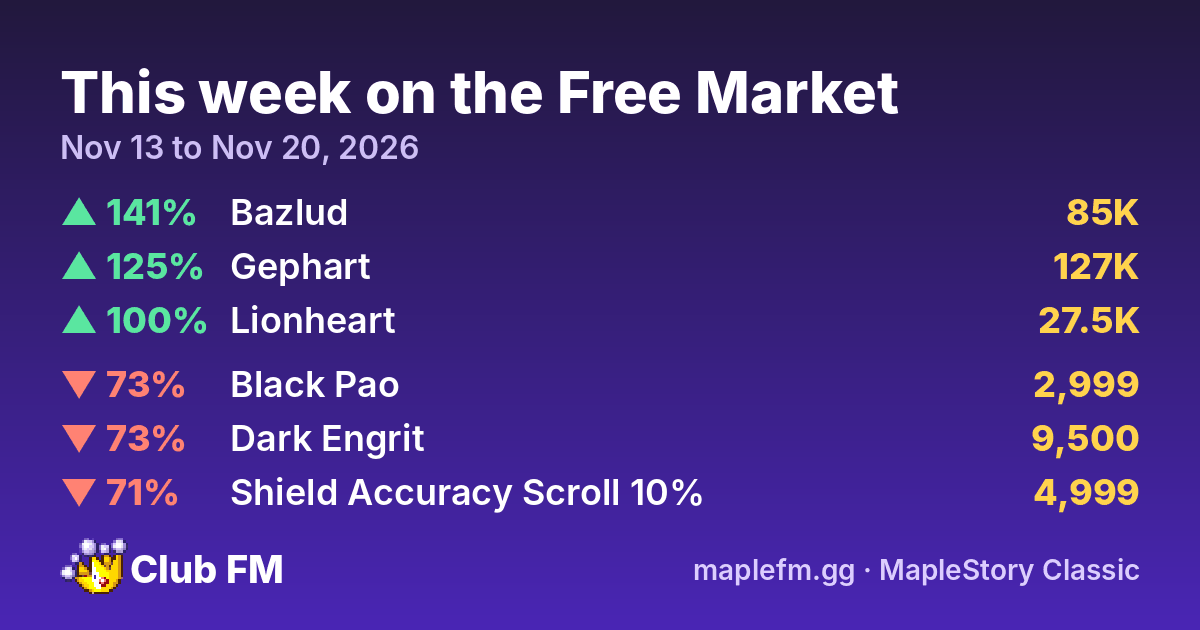 This week on the Free Market
Nov 13 to Nov 20, 2026
▲ 141% Bazlud 85K
▲ 125% Gephart 127K
▲ 100% Lionheart 27.5K
▼ 73% Black Pao 2,999
▼ 73% Dark Engrit 9,500
▼ 71% Shield Accuracy Scroll 10% 4,999
Club FM
maplefm.gg · MapleStory Classic